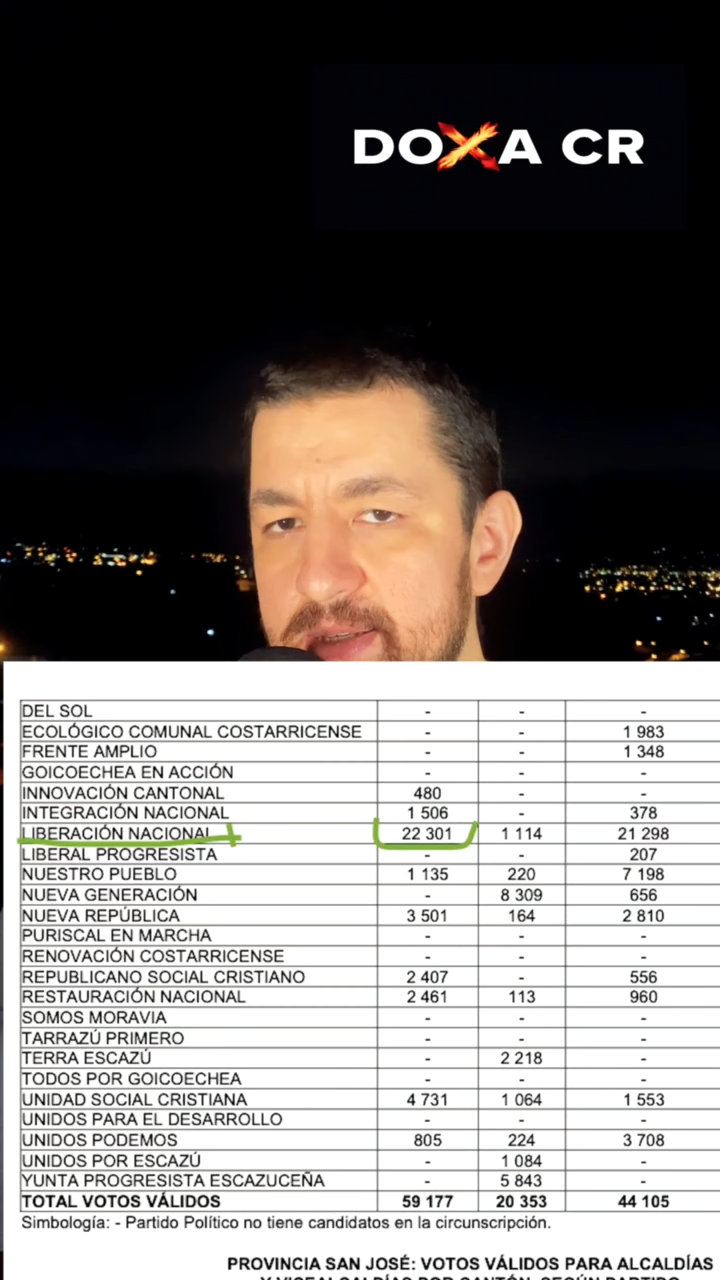 DOXA CR
DEL SOL - - -
ECOLÓGICO COMUNAL COSTARRICENSE - - 1 983
FRENTE AMPLIO - - 1 348
GOICOECHEA EN ACCIÓN - - -
INNOVACIÓN CANTONAL 480 - -
INTEGRACIÓN NACIONAL 1 506 - 378
LIBERACIÓN NACIONAL 22 301 1 114 21 298
LIBERAL PROGRESISTA - - 207
NUESTRO PUEBLO 1 135 220 7 198
NUEVA GENERACIÓN - 8 309 656
NUEVA REPÚBLICA 3 501 164 2 810
PURISCAL EN MARCHA - - -
RENOVACIÓN COSTARRICENSE - - -
REPUBLICANO SOCIAL CRISTIANO 2 407 - 556
RESTAURACIÓN NACIONAL 2 461 113 960
SOMOS MORAVIA - - -
TARRAZÚ PRIMERO - - -
TERRA ESCAZÚ - 2 218 -
TODOS POR GOICOECHEA - - -
UNIDAD SOCIAL CRISTIANA 4 731 1 064 1 553
UNIDOS PARA EL DESARROLLO - - -
UNIDOS PODEMOS 805 224 3 708
UNIDOS POR ESCAZÚ - 1 084 -
YUNTA PROGRESISTA ESCAZUCEÑA - 5 843 -
TOTAL VOTOS VÁLIDOS 59 177 20 353 44 105
Simbología: - Partido Político no tiene candidatos en la circunscripción.
PROVINCIA SAN JOSÉ: VOTOS VÁLIDOS PARA ALCALDÍAS
Y VICEALCALDÍAS POR CANTÓN, SEGÚN PARTIDO